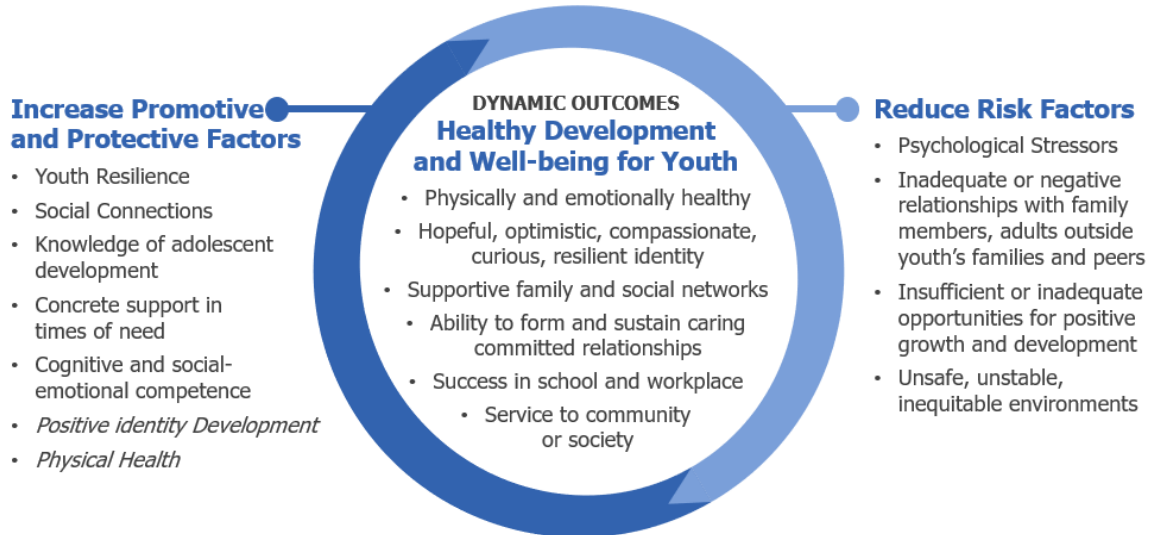 Increase Promotive
and Protective Factors
• Youth Resilience
• Social Connections
• Knowledge of adolescent
development
• Concrete support in
times of need
• Cognitive and social-
emotional competence
• Positive identity Development
• Physical Health
DYNAMIC OUTCOMES
Healthy Development
and Well-being for Youth
• Physically and emotionally healthy
• Hopeful, optimistic, compassionate,
curious, resilient identity
• Supportive family and social networks
• Ability to form and sustain caring
committed relationships
• Success in school and workplace
• Service to community
or society
Reduce Risk Factors
• Psychological Stressors
• Inadequate or negative
relationships with family
members, adults outside
youth’s families and peers
• Insufficient or inadequate
opportunities for positive
growth and development
• Unsafe, unstable,
inequitable environments